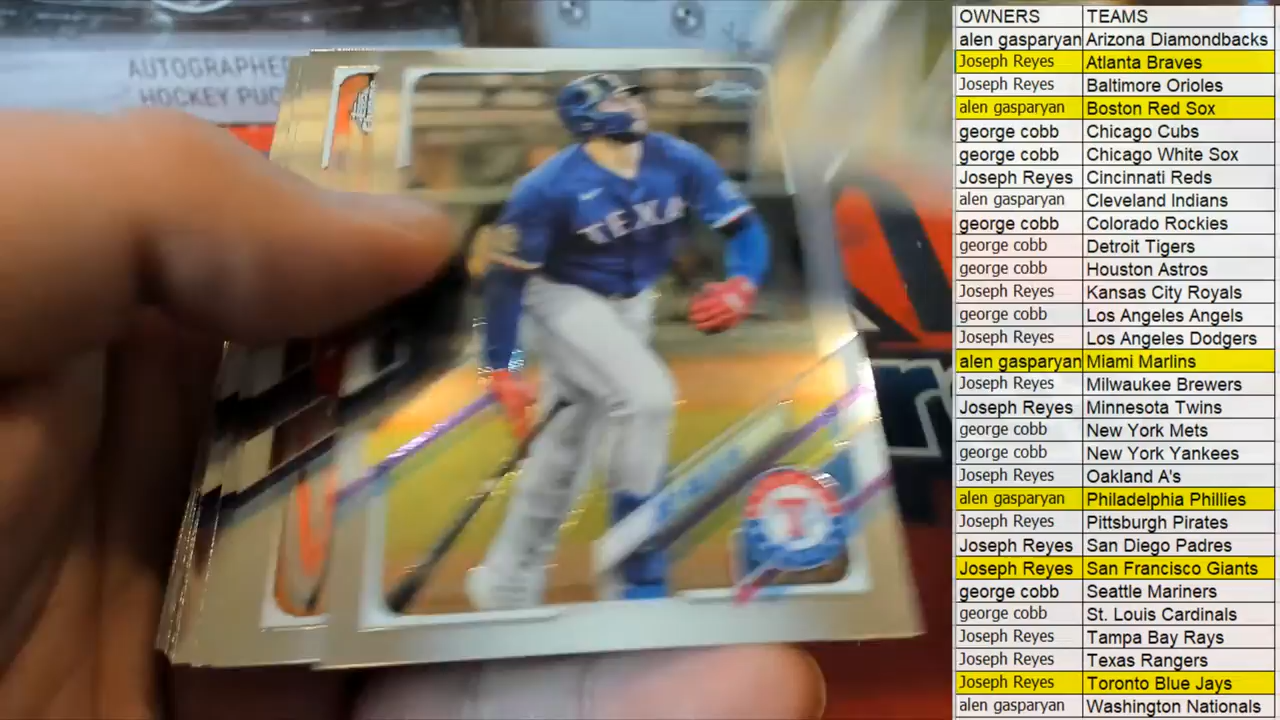 AUTOGRAPHED
HOCKEY
TEXA
T
OWNERS TEAMS
alen gasparyan Arizona Diamondbacks
Joseph Reyes Atlanta Braves
Joseph Reyes Baltimore Orioles
alen gasparyan Boston Red Sox
george cobb Chicago Cubs
george cobb Chicago White Sox
Joseph Reyes Cincinnati Reds
alen gasparyan Cleveland Indians
george cobb Colorado Rockies
george cobb Detroit Tigers
george cobb Houston Astros
Joseph Reyes Kansas City Royals
george cobb Los Angeles Angels
Joseph Reyes Los Angeles Dodgers
alen gasparyan Miami Marlins
Joseph Reyes Milwaukee Brewers
Joseph Reyes Minnesota Twins
george cobb New York Mets
george cobb New York Yankees
Joseph Reyes Oakland A's
alen gasparyan Philadelphia Phillies
Joseph Reyes Pittsburgh Pirates
Joseph Reyes San Diego Padres
Joseph Reyes San Francisco Giants
george cobb Seattle Mariners
george cobb St. Louis Cardinals
Joseph Reyes Tampa Bay Rays
Joseph Reyes Texas Rangers
Joseph Reyes Toronto Blue Jays
alen gasparyan Washington Nationals